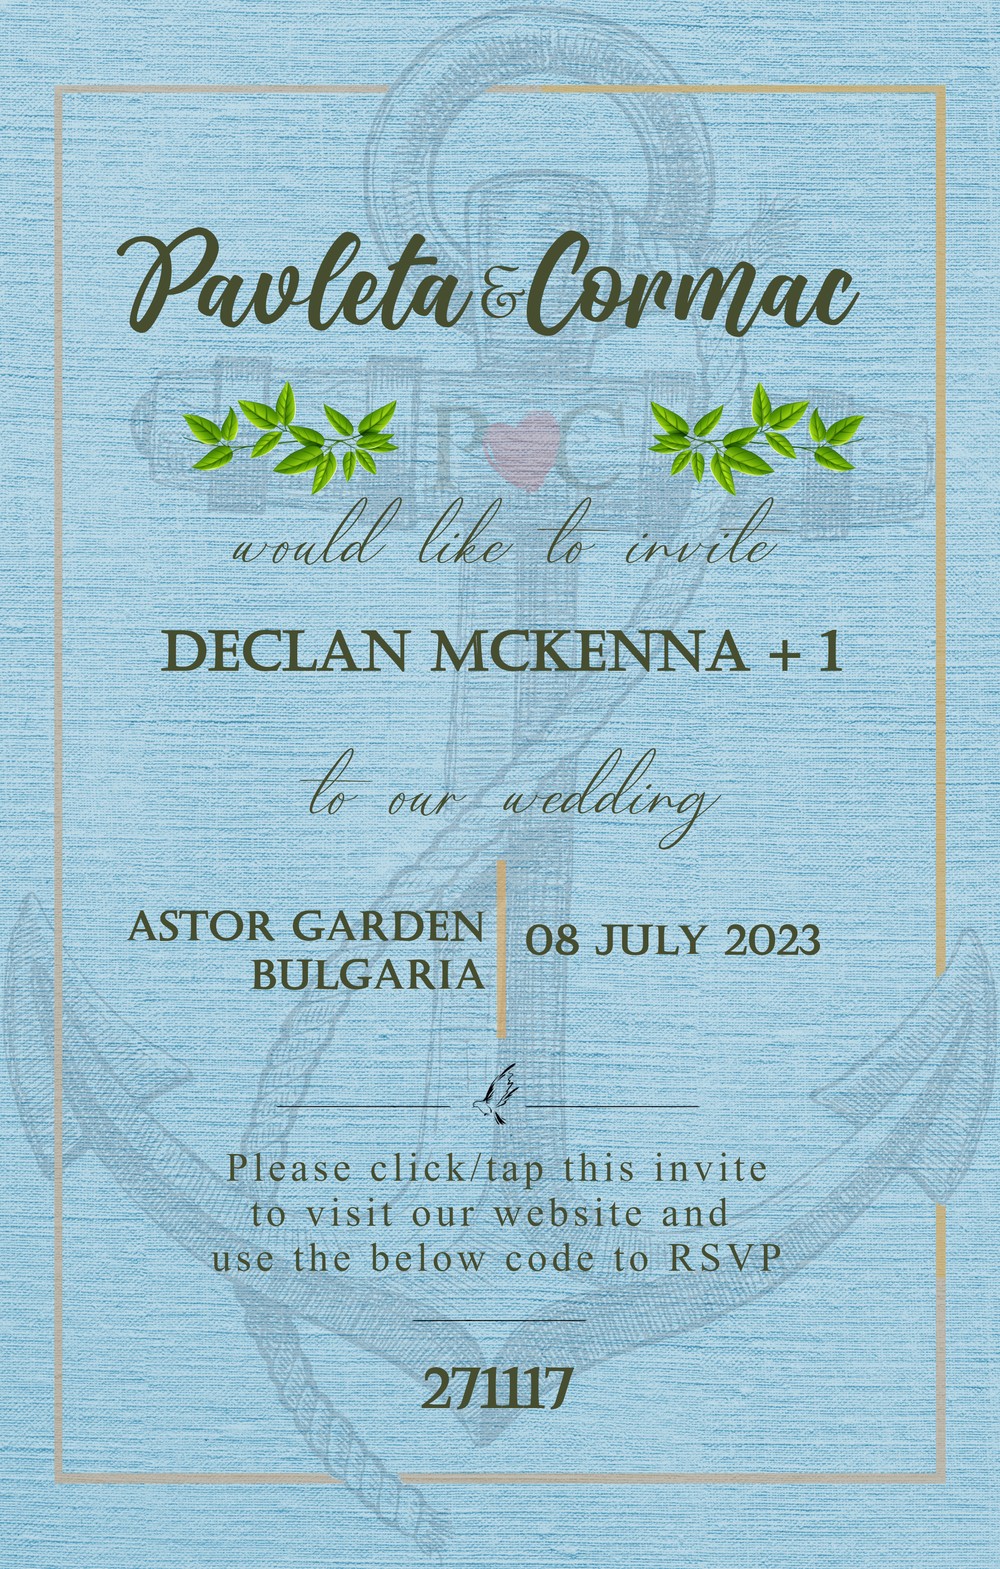 Pavleta & Cormac
P C
would like to invite
DECLAN MCKENNA + 1
to our wedding
ASTOR GARDEN
BULGARIA
08 JULY 2023
Please click/tap this invite
to visit our website and
use the below code to RSVP
271117